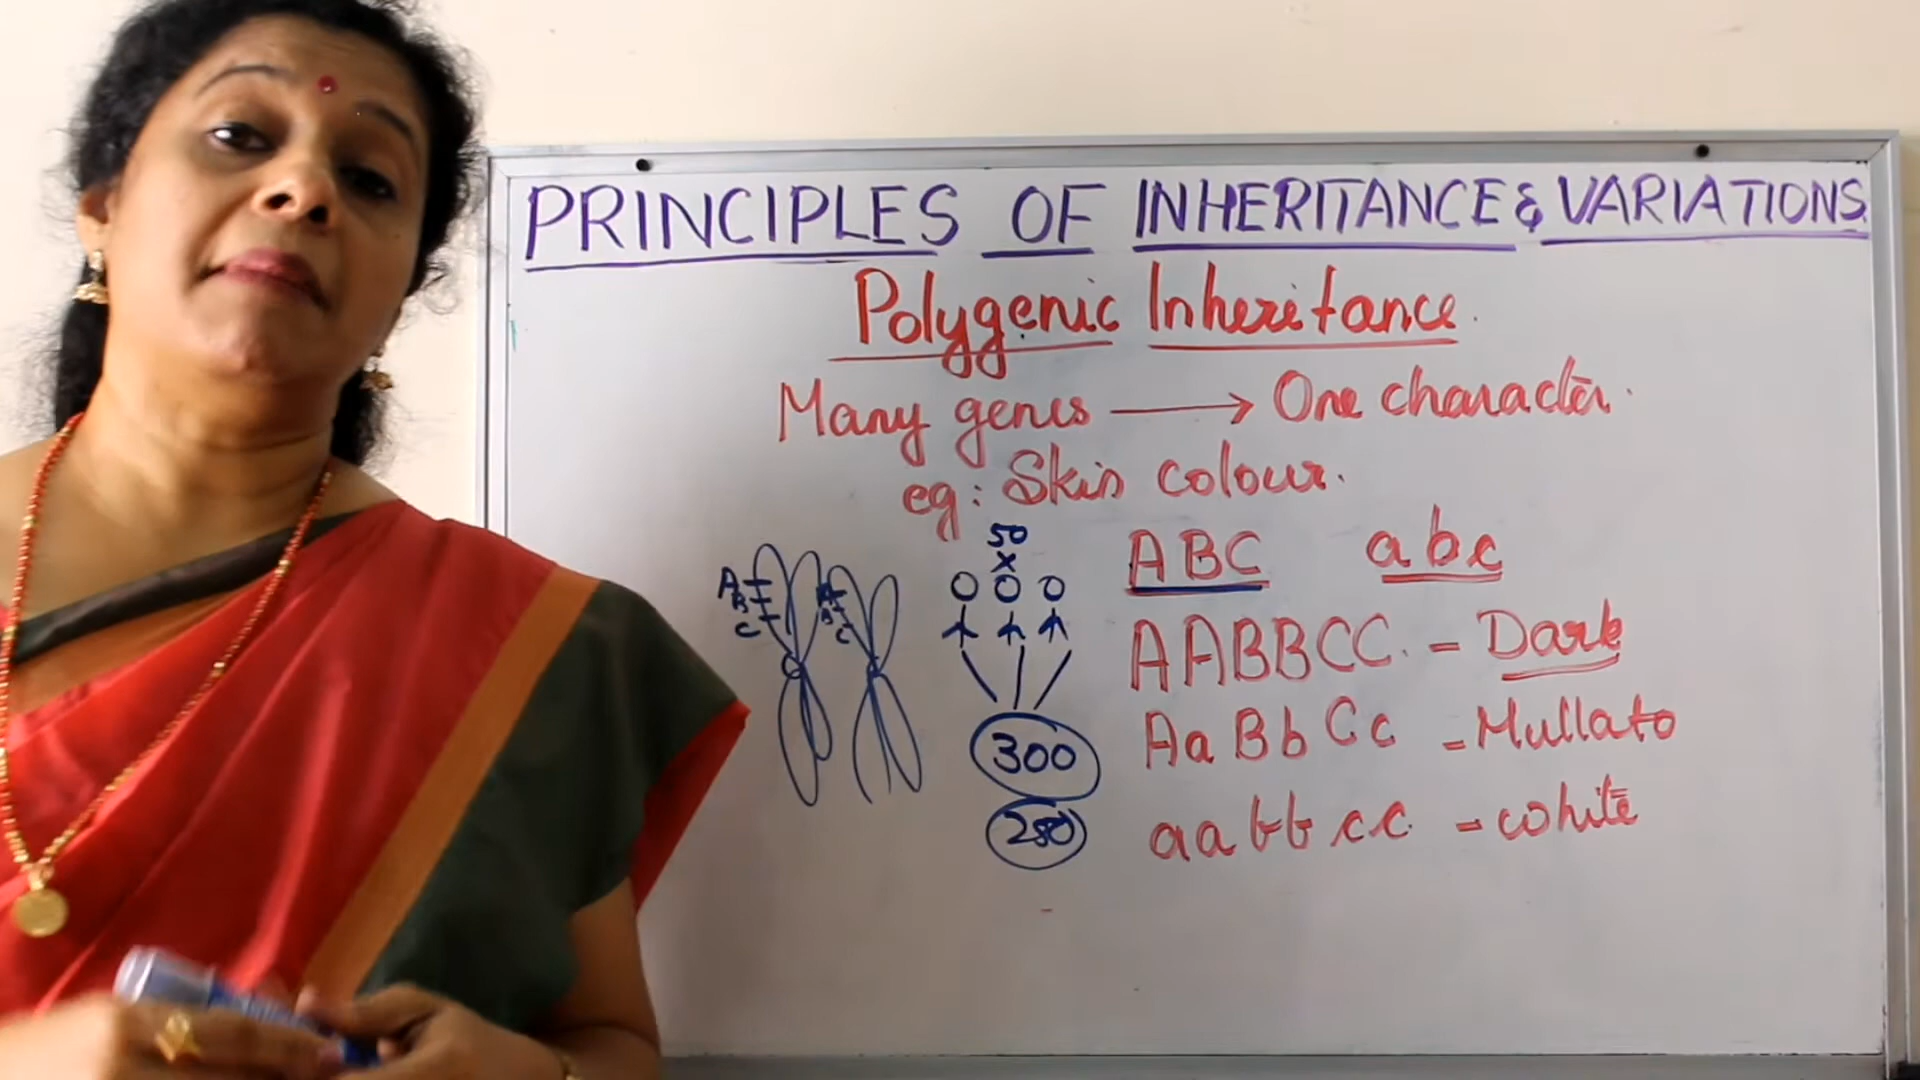 PRINCIPLES OF INHERITANCE & VARIATIONS
Polygenic Inheritance.
Many genes → One character.
eg: Skin colour.
50
x
A B C
A B C
ABC abc
AABBCC. - Dark
AaBbCc - Mullato
300
250
aabbcc. - white